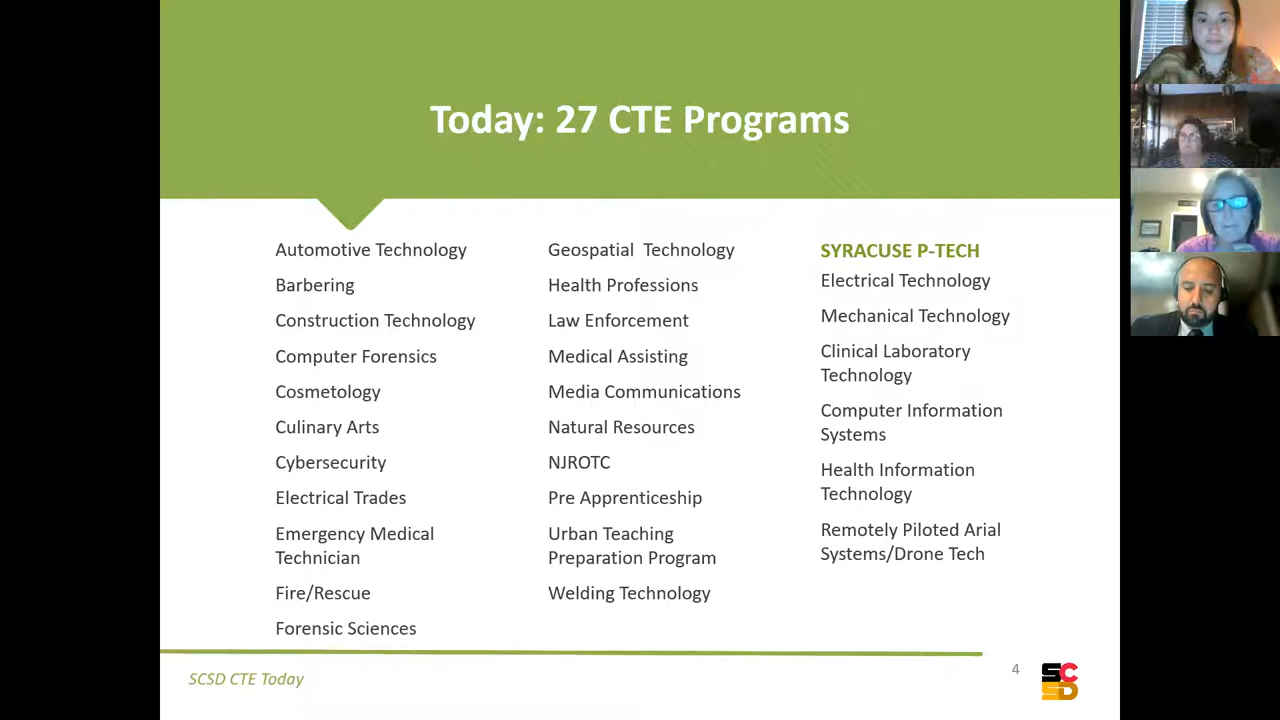 Today: 27 CTE Programs
Automotive Technology
Barbering
Construction Technology
Computer Forensics
Cosmetology
Culinary Arts
Cybersecurity
Electrical Trades
Emergency Medical
Technician
Fire/Rescue
Forensic Sciences
Geospatial  Technology
Health Professions
Law Enforcement
Medical Assisting
Media Communications
Natural Resources
NJROTC
Pre Apprenticeship
Urban Teaching
Preparation Program
Welding Technology
SYRACUSE P-TECH
Electrical Technology
Mechanical Technology
Clinical Laboratory
Technology
Computer Information
Systems
Health Information
Technology
Remotely Piloted Arial
Systems/Drone Tech
SCSD CTE Today
4
SC
SD